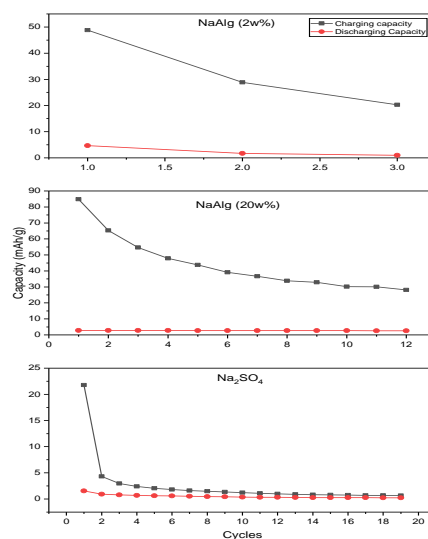 NaAlg (2w%)
Charging capacity
Discharging Capacity
50
40
30
20
10
0
1.0 1.5 2.0 2.5 3.0
NaAlg (20w%)
90
80
70
60
50
40
30
20
10
0
0 2 4 6 8 10 12
Capacity (mAh/g)
Na₂SO₄
25
20
15
10
5
0
0 2 4 6 8 10 12 14 16 18 20
Cycles